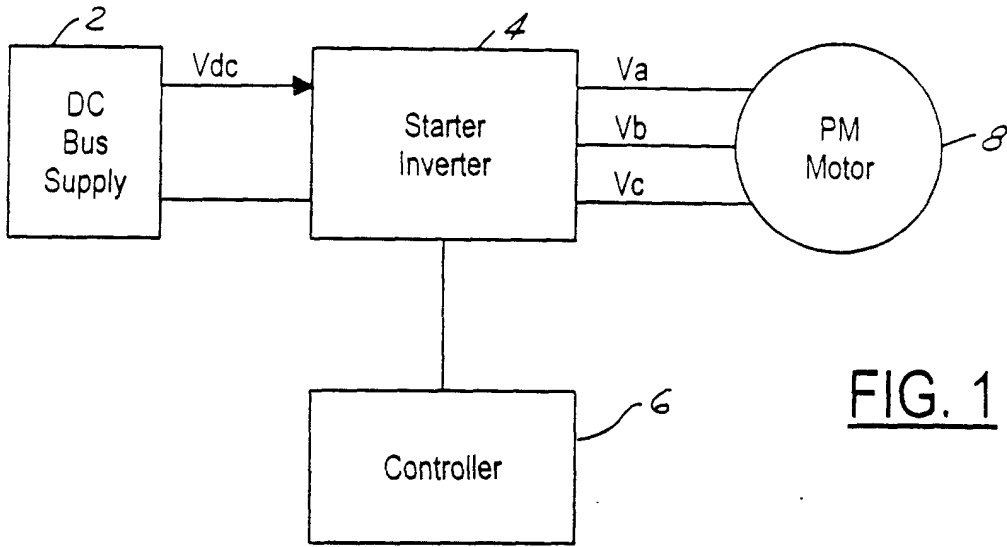 2
DC
Bus
Supply
Vdc
4
Starter
Inverter
Va
Vb
Vc
PM
Motor
8
Controller
6
FIG. 1